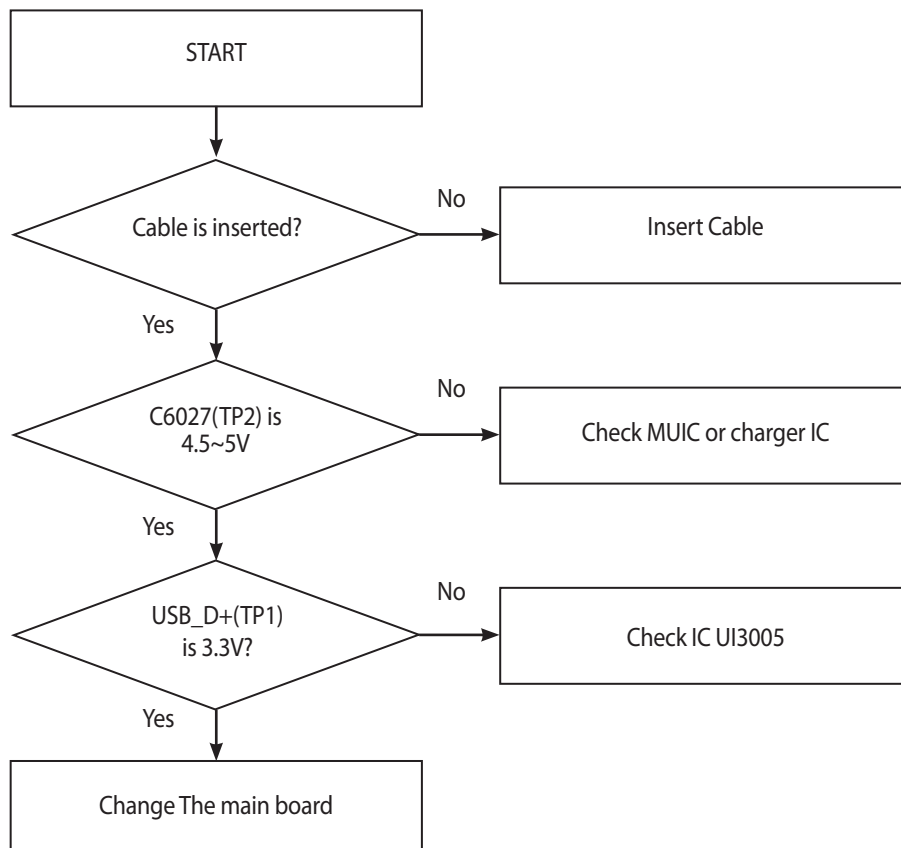 START
Cable is inserted?
No
Insert Cable
Yes
C6027(TP2) is
4.5~5V
No
Check MUIC or charger IC
Yes
USB_D+(TP1)
is 3.3V?
No
Check IC UI3005
Yes
Change The main board